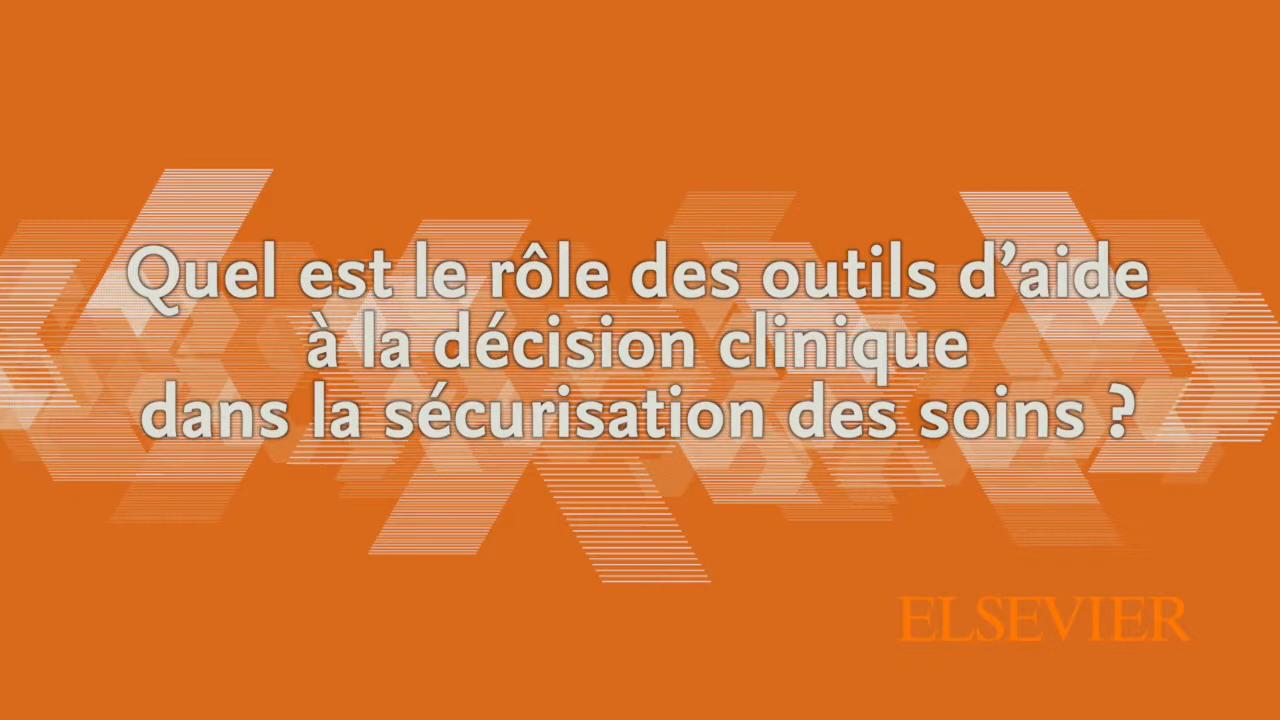 Quel est le rôle des outils d’aide
à la décision clinique
dans la sécurisation des soins ?
ELSEVIER